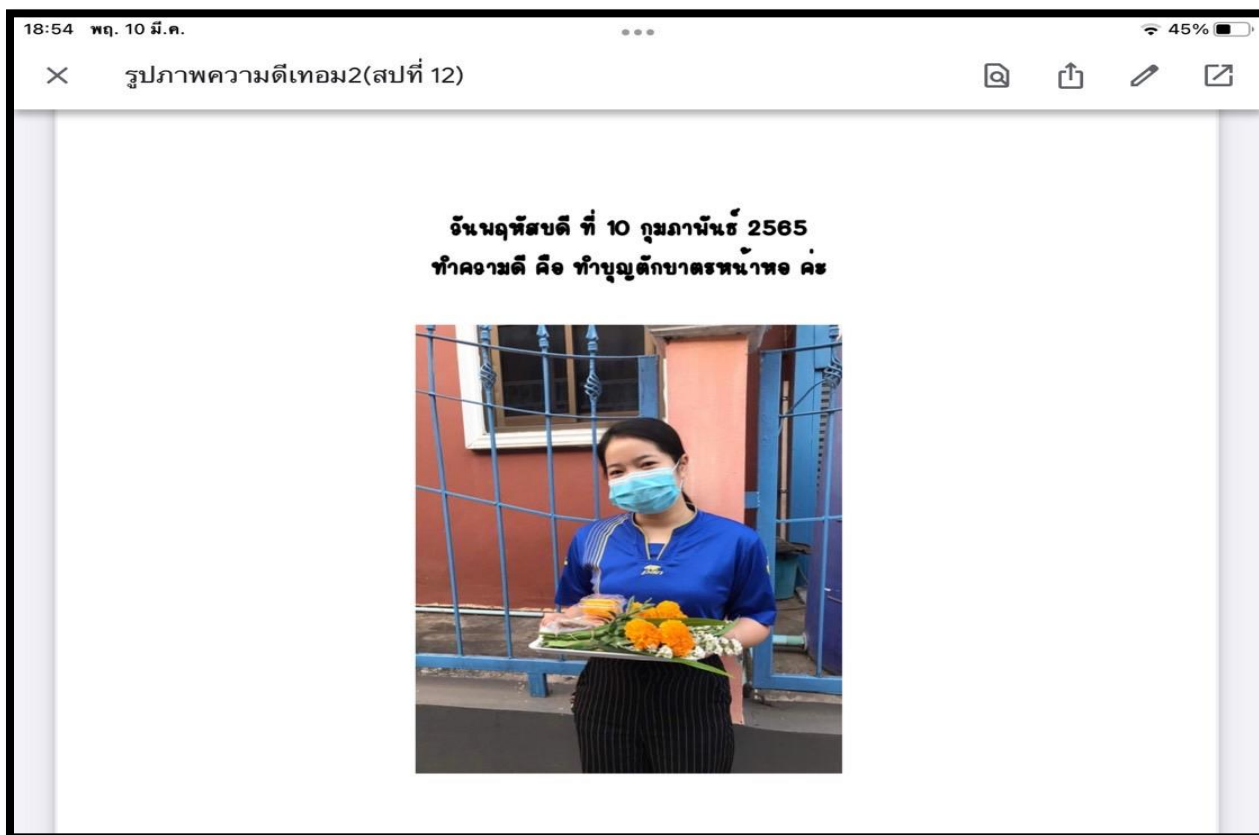 18:54 พฤ. 10 มี.ค.
45%
รูปภาพความดีเทอม2(สปที่ 12)
วันพฤหัสบดี ที่ 10 กุมภาพันธ์ 2565
ทำความดี คือ ทำบุญตักบาตรหน้าหอ ค่ะ